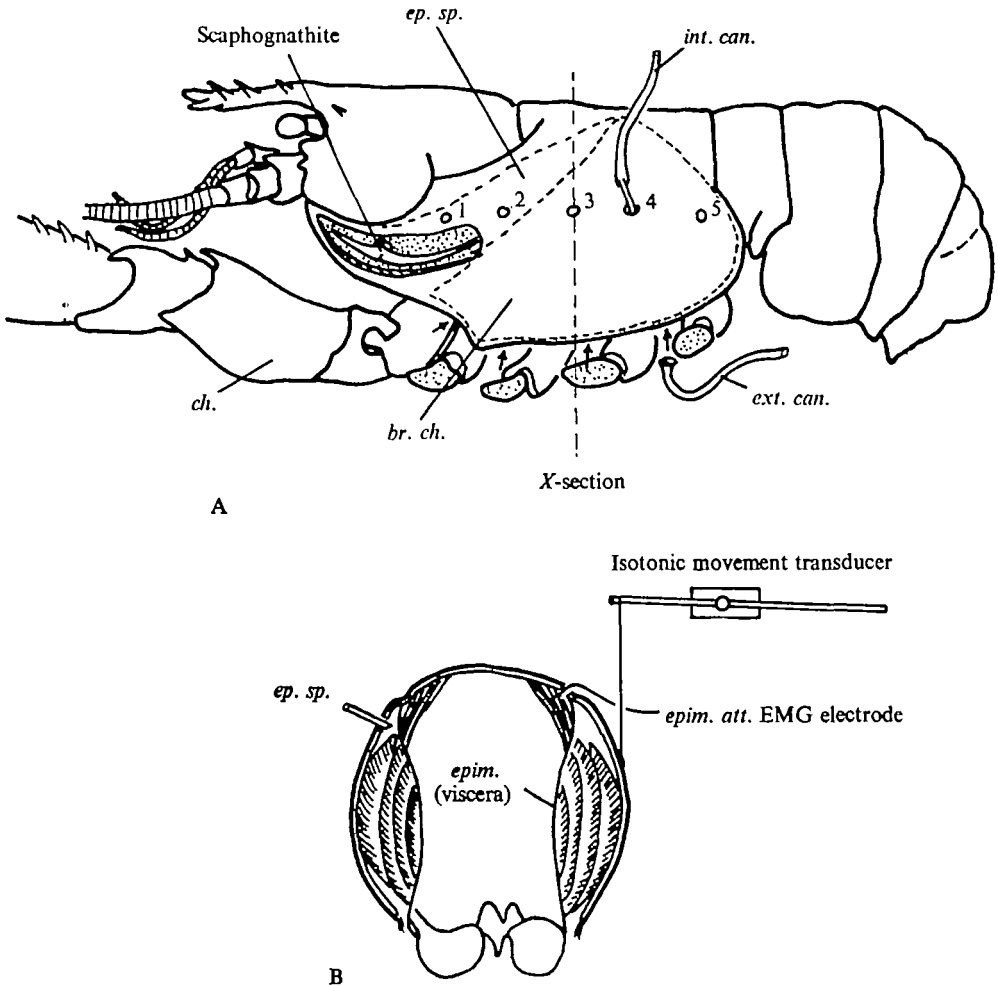 ep. sp.
Scaphognathite
int. can.
1
2
3
4
5
ch.
ext. can.
br. ch.
X-section
A
Isotonic movement transducer
ep. sp.
epim. att. EMG electrode
epim.
(viscera)
B